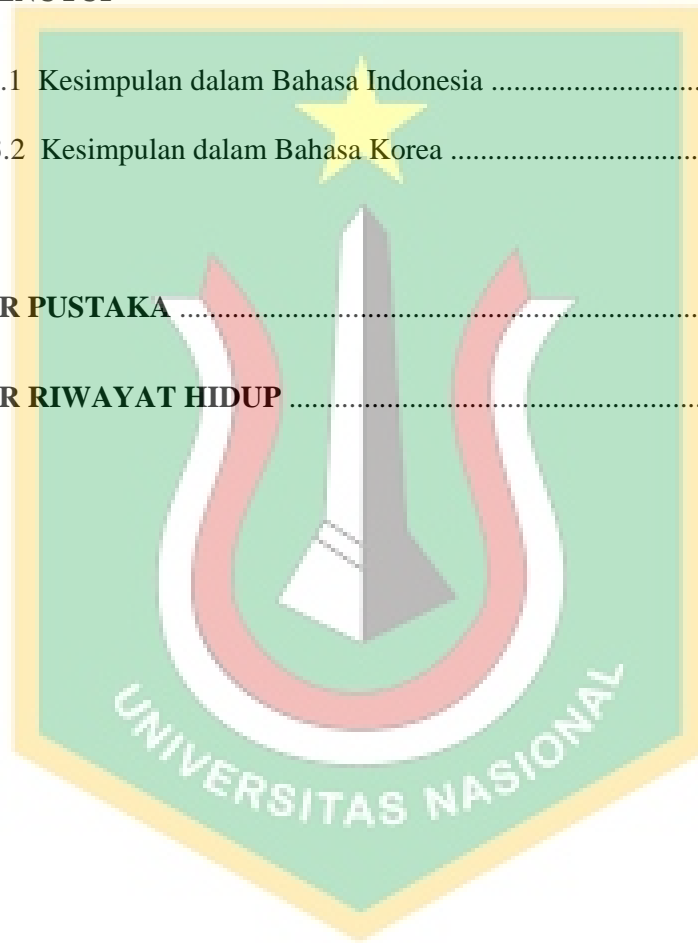 .1 Kesimpulan dalam Bahasa Indonesia ..........................
.2 Kesimpulan dalam Bahasa Korea ...............................
R PUSTAKA .................................................................
R RIWAYAT HIDUP ....................................................
UNIVERSITAS NASIONAL